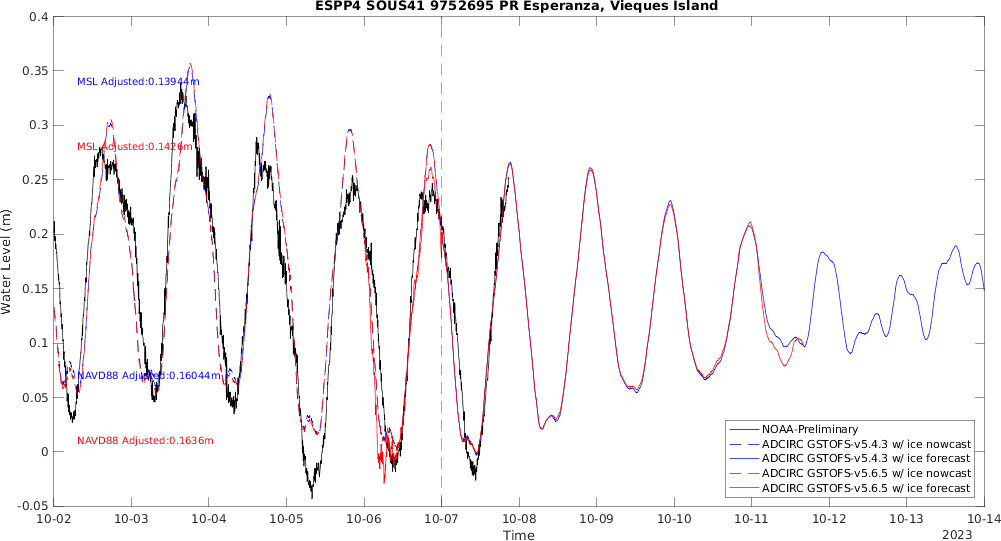 ESPP4 SOUS41 9752695 PR Esperanza, Vieques Island
0.4
0.35
0.3
0.25
0.2
0.15
0.1
0.05
0
-0.05
Water Level (m)
MSL Adjusted:0.13944m
MSL Adjusted:0.1426m
NAVD88 Adjusted:0.16044m
NAVD88 Adjusted:0.1636m
NOAA-Preliminary
ADCIRC GSTOFS-v5.4.3 w/ ice nowcast
ADCIRC GSTOFS-v5.4.3 w/ ice forecast
ADCIRC GSTOFS-v5.6.5 w/ ice nowcast
ADCIRC GSTOFS-v5.6.5 w/ ice forecast
10-02 10-03 10-04 10-05 10-06 10-07 10-08 10-09 10-10 10-11 10-12 10-13 10-14
Time 2023